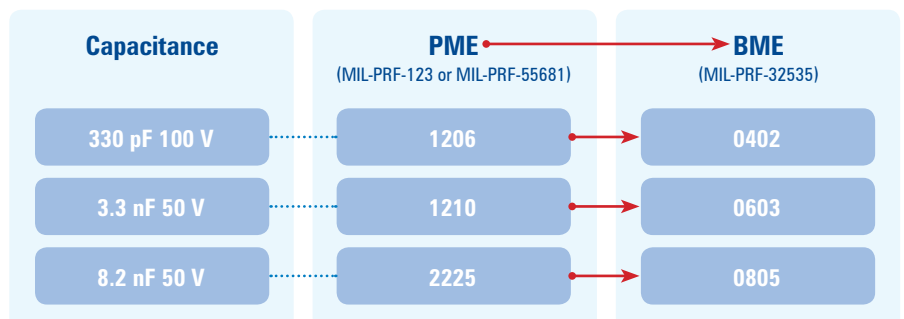 Capacitance
PME
(MIL-PRF-123 or MIL-PRF-55681)
BME
(MIL-PRF-32535)
330 pF 100 V
1206
0402
3.3 nF 50 V
1210
0603
8.2 nF 50 V
2225
0805